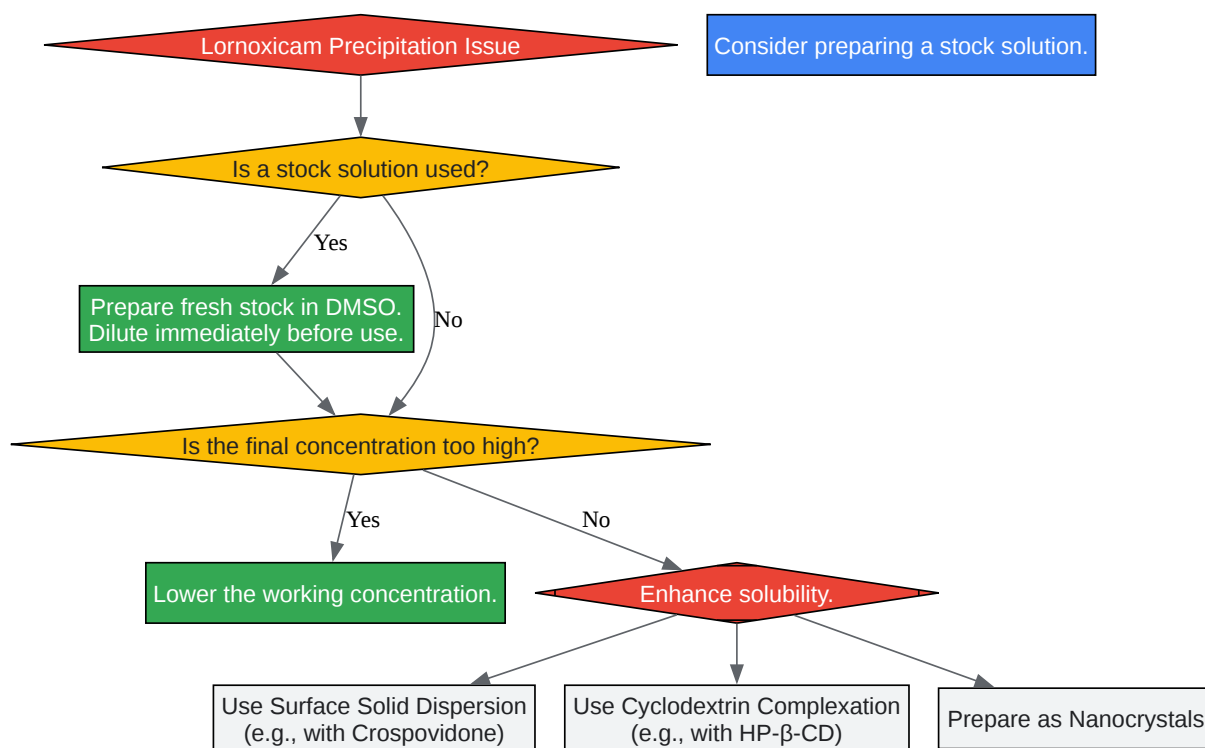 Lornoxicam Precipitation Issue
Consider preparing a stock solution.
Is a stock solution used?
Yes
No
Prepare fresh stock in DMSO.
Dilute immediately before use.
Is the final concentration too high?
Yes
No
Lower the working concentration.
Enhance solubility.
Use Surface Solid Dispersion
(e.g., with Crospovidone)
Use Cyclodextrin Complexation
(e.g., with HP-β-CD)
Prepare as Nanocrystals